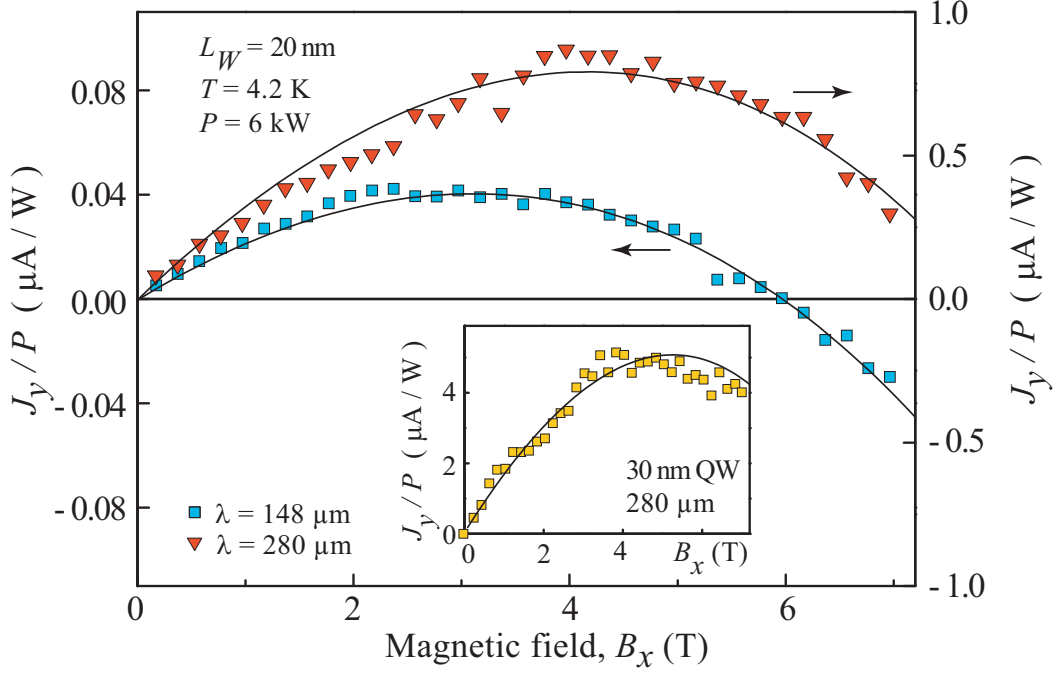 L_W = 20 nm
T = 4.2 K
P = 6 kW
J_y / P ( µA / W )
0.08
0.04
0.00
-0.04
-0.08
1.0
0.5
0.0
-0.5
-1.0
J_y / P ( µA / W )
λ = 148 µm
λ = 280 µm
J_y / P ( µA / W )
4
2
0
30 nm QW
280 µm
0 2 4 B_x (T)
0 2 4 6
Magnetic field, B_x (T)